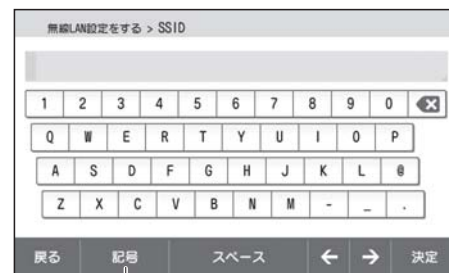 無線LAN設定をする > SSID
1 2 3 4 5 6 7 8 9 0
Q W E R T Y U I O P
A S D F G H J K L @
Z X C V B N M - _ .
戻る 記号 スペース ← → 決定